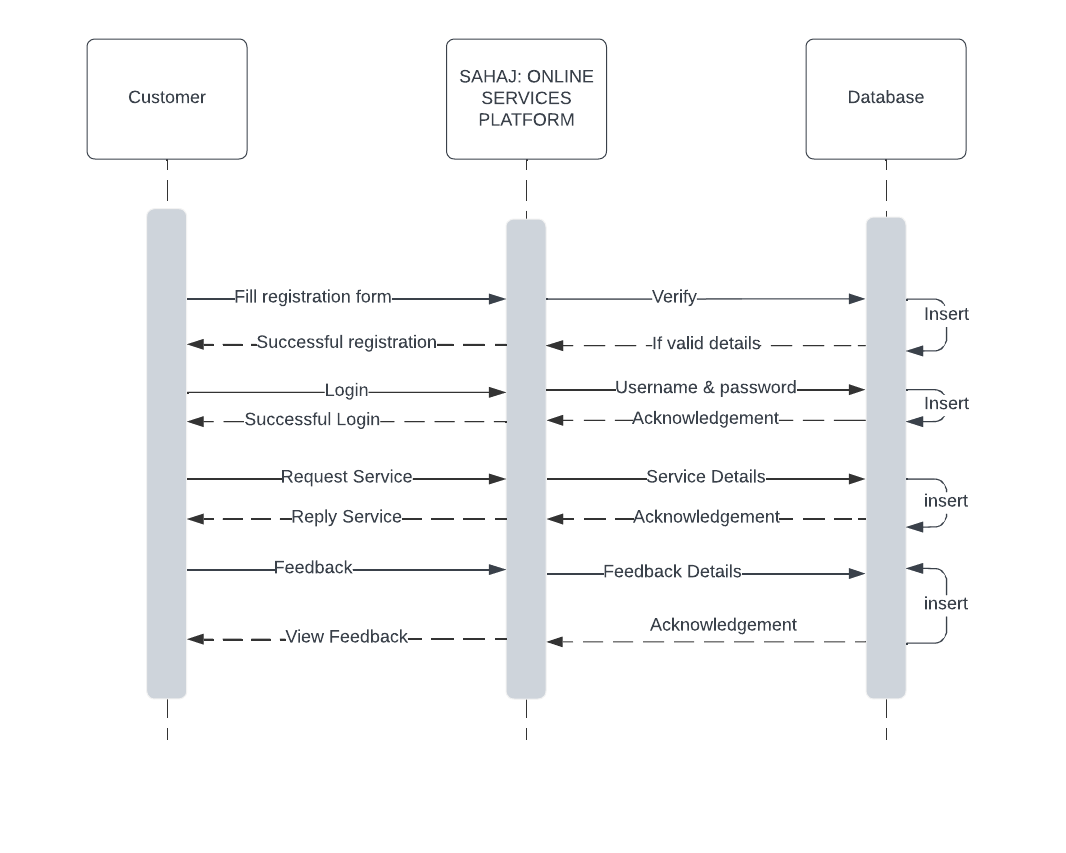 Customer
SAHAJ: ONLINE
SERVICES
PLATFORM
Database
Fill registration form
Verify
Insert
Successful registration
If valid details
Login
Username & password
Insert
Successful Login
Acknowledgement
Request Service
Service Details
insert
Reply Service
Acknowledgement
Feedback
Feedback Details
insert
View Feedback
Acknowledgement